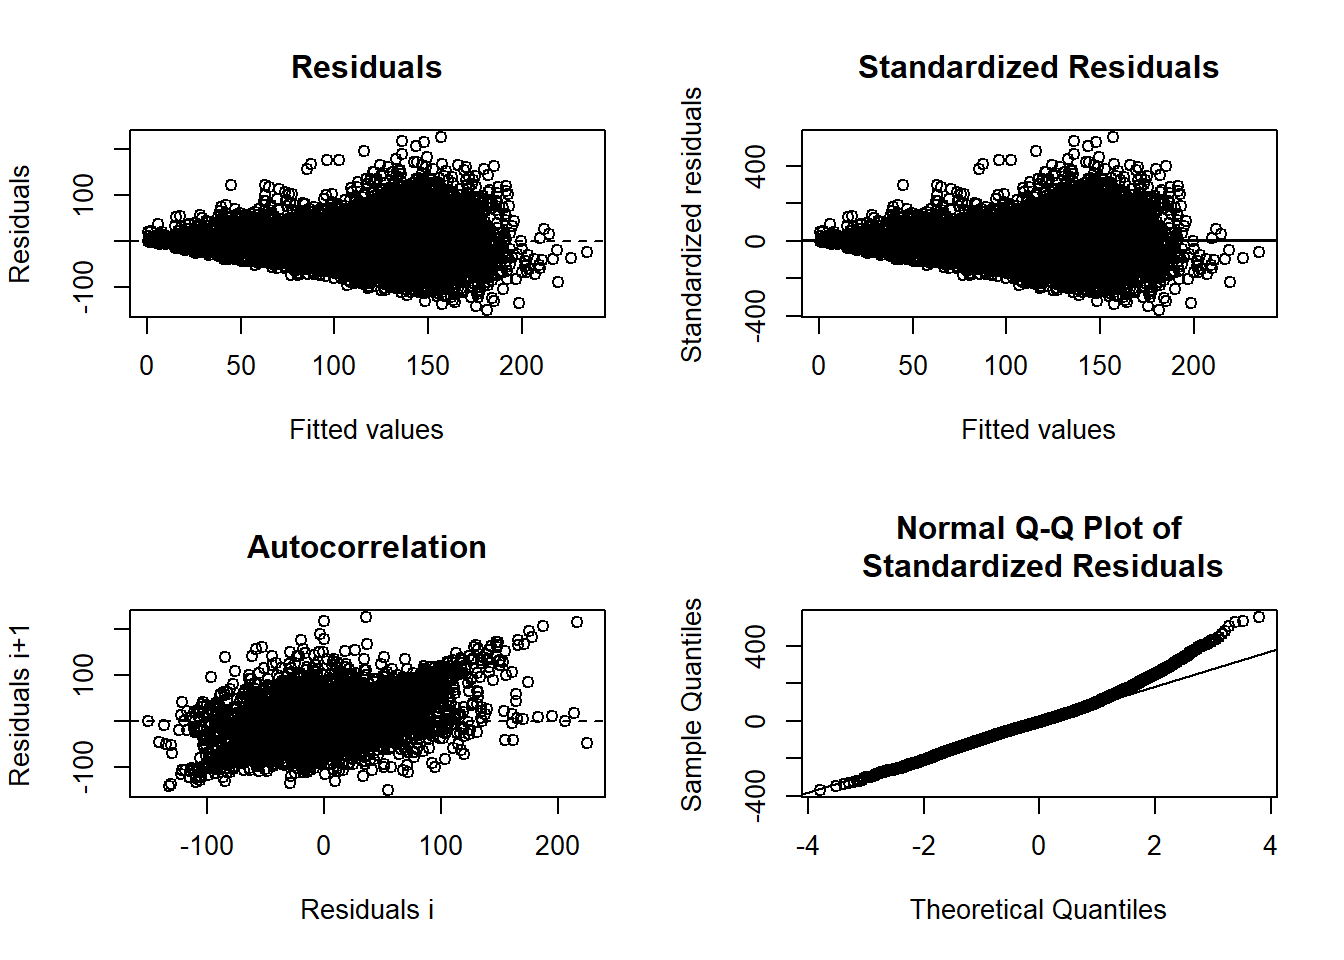 Residuals
Residuals
100
-100
0
50
100
150
200
Fitted values
Standardized Residuals
Standardized residuals
400
0
-400
0
50
100
150
200
Fitted values
Autocorrelation
Residuals i+1
100
-100
-100
0
100
200
Residuals i
Normal Q-Q Plot of
Standardized Residuals
Sample Quantiles
400
0
-400
-4
-2
0
2
4
Theoretical Quantiles